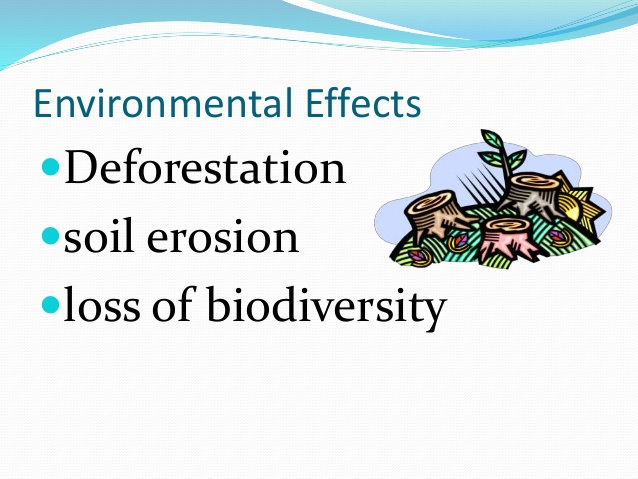 Environmental Effects
Deforestation
soil erosion
loss of biodiversity